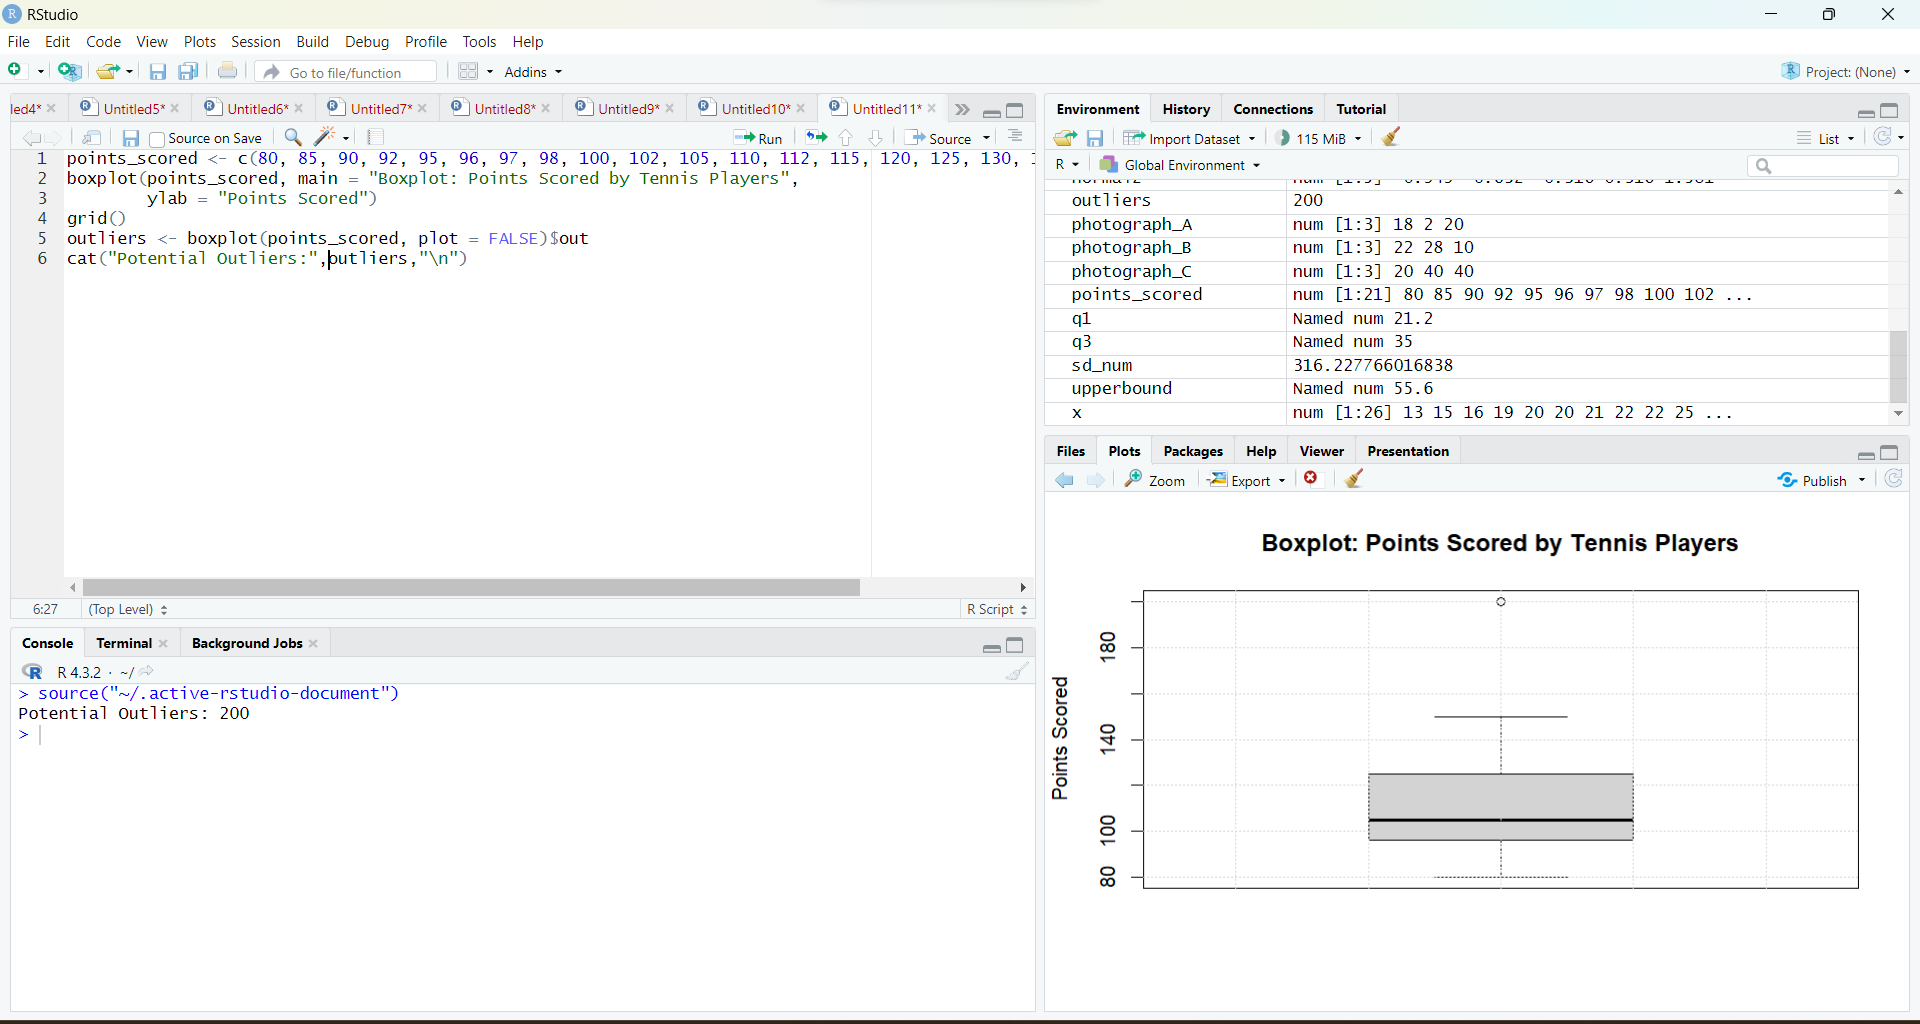 RStudio
File Edit Code View Plots Session Build Debug Profile Tools Help
Go to file/function Addins Project: (None)
led4* Untitled5* Untitled6* Untitled7* Untitled8* Untitled9* Untitled10* Untitled11*
Source on Save Run Source
1 points_scored <- c(80, 85, 90, 92, 95, 96, 97, 98, 100, 102, 105, 110, 112, 115, 120, 125, 130,
2 boxplot(points_scored, main = "Boxplot: Points Scored by Tennis Players",
3 ylab = "Points Scored")
4 grid()
5 outliers <- boxplot(points_scored, plot = FALSE)$out
6 cat("Potential Outliers:",outliers,"\n")
6:27 (Top Level) R Script
Console Terminal Background Jobs
R 4.3.2 · ~/
> source("~/.active-rstudio-document")
Potential Outliers: 200
>
Environment History Connections Tutorial
Import Dataset 115 MiB List
R Global Environment
outliers 200
photograph_A num [1:3] 18 2 20
photograph_B num [1:3] 22 28 10
photograph_C num [1:3] 20 40 40
points_scored num [1:21] 80 85 90 92 95 96 97 98 100 102 ...
q1 Named num 21.2
q3 Named num 35
sd_num 316.227766016838
upperbound Named num 55.6
x num [1:26] 13 15 16 19 20 20 21 22 22 25 ...
Files Plots Packages Help Viewer Presentation
Zoom Export Publish
Boxplot: Points Scored by Tennis Players
Points Scored
180
140
100
80